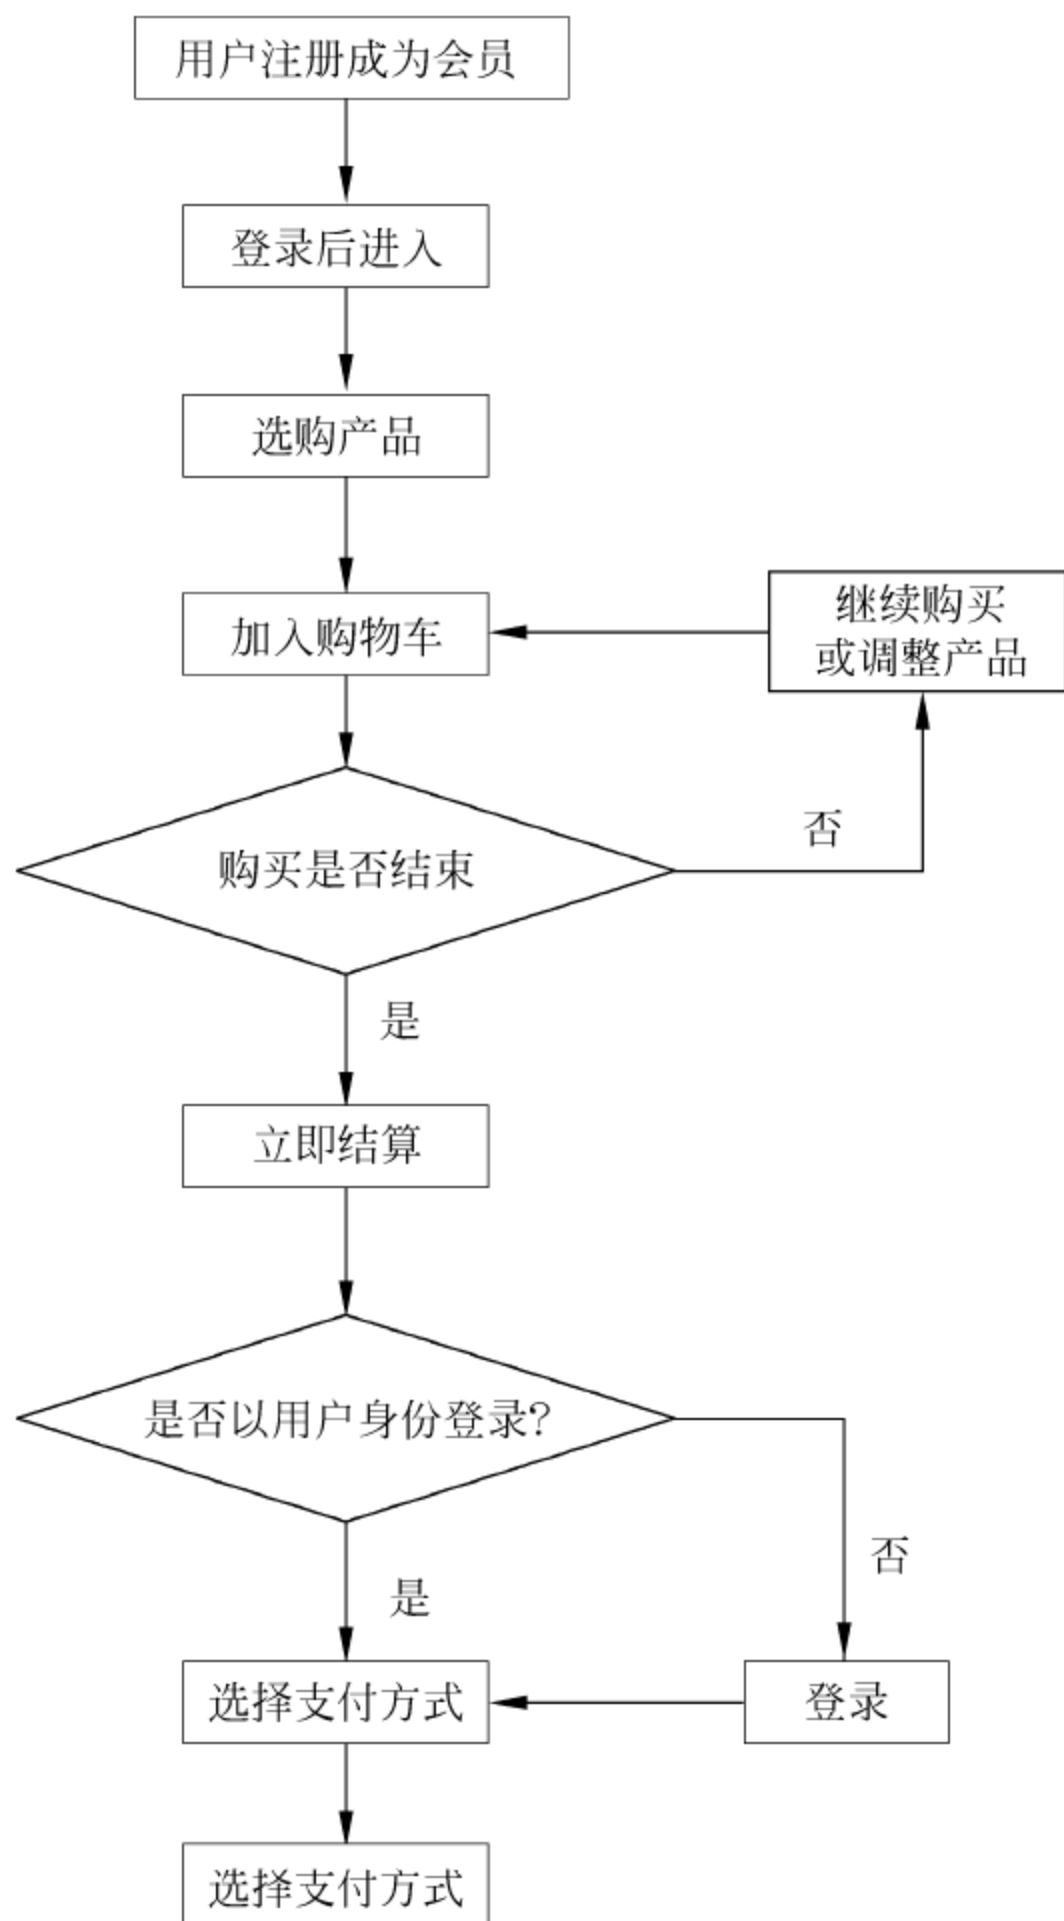 用户注册成为会员
登录后进入
选购产品
加入购物车
继续购买
或调整产品
购买是否结束
否
是
立即结算
是否以用户身份登录?
否
是
选择支付方式
登录
选择支付方式